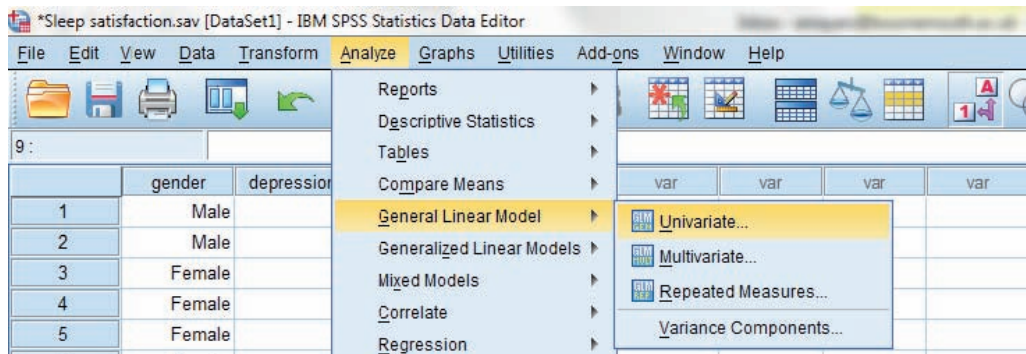 *Sleep satisfaction.sav [DataSet1] - IBM SPSS Statistics Data Editor
File Edit View Data Transform Analyze Graphs Utilities Add-ons Window Help
Reports
Descriptive Statistics
9 :
Tables
gender depression Compare Means var var var var
1 Male General Linear Model Univariate...
2 Male Generalized Linear Models Multivariate...
3 Female Mixed Models Repeated Measures...
4 Female Correlate Variance Components...
5 Female Regression